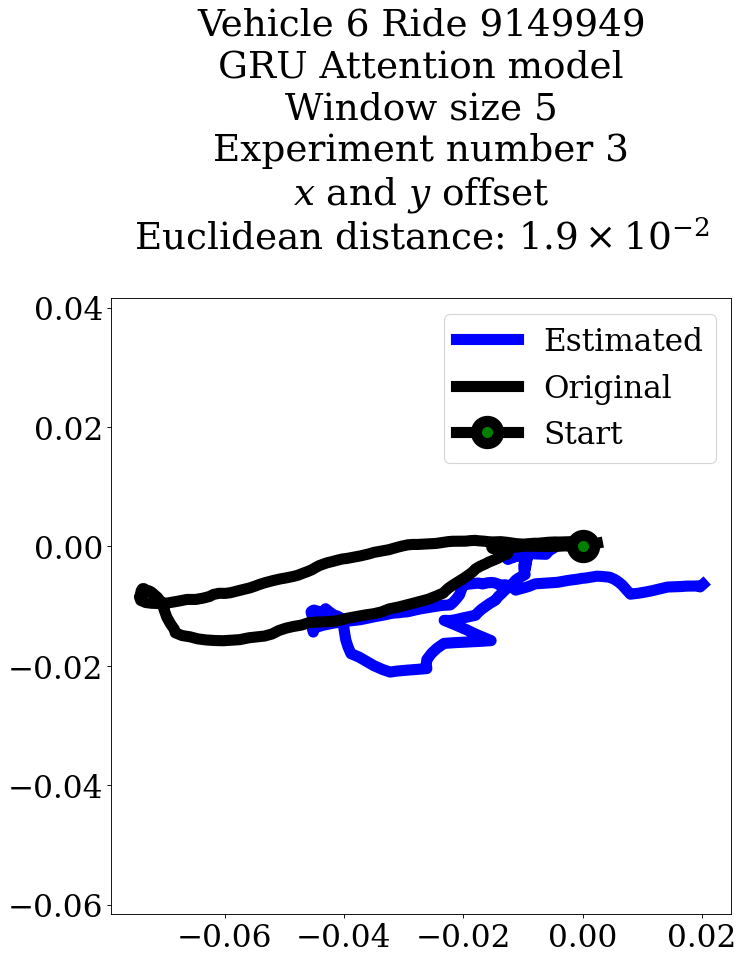 Vehicle 6 Ride 9149949
GRU Attention model
Window size 5
Experiment number 3
x and y offset
Euclidean distance: 1.9 × 10⁻²
0.04
0.02
0.00
−0.02
−0.04
−0.06
Estimated
Original
Start
−0.06 −0.04 −0.02 0.00 0.02